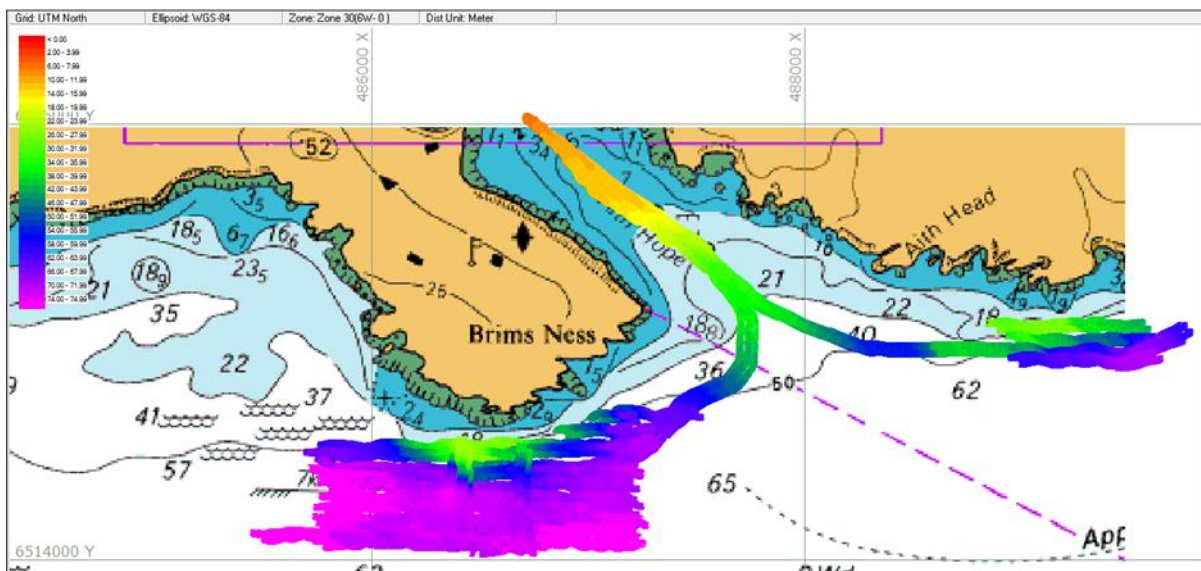 Grid: UTM North Ellipsoid: WGS-84 Zone: Zone 30(6W- 0 ) Dist Unit: Meter
< 0.00
2.00 - 3.99
6.00 - 7.99
10.00 - 11.99
14.00 - 15.99
18.00 - 19.99
22.00 - 23.99
26.00 - 27.99
30.00 - 31.99
34.00 - 35.99
38.00 - 39.99
42.00 - 43.99
46.00 - 47.99
50.00 - 51.99
54.00 - 55.99
58.00 - 59.99
62.00 - 63.99
66.00 - 67.99
70.00 - 71.99
74.00 - 74.99
486000 X
488000 X
52
7
35
185
67
166
189
235
21
35
22
25
Brims Ness
Hope
Aith Head
21
22
18
188
36
40
50
62
15
24
29
37
41
57
65
6514000 Y